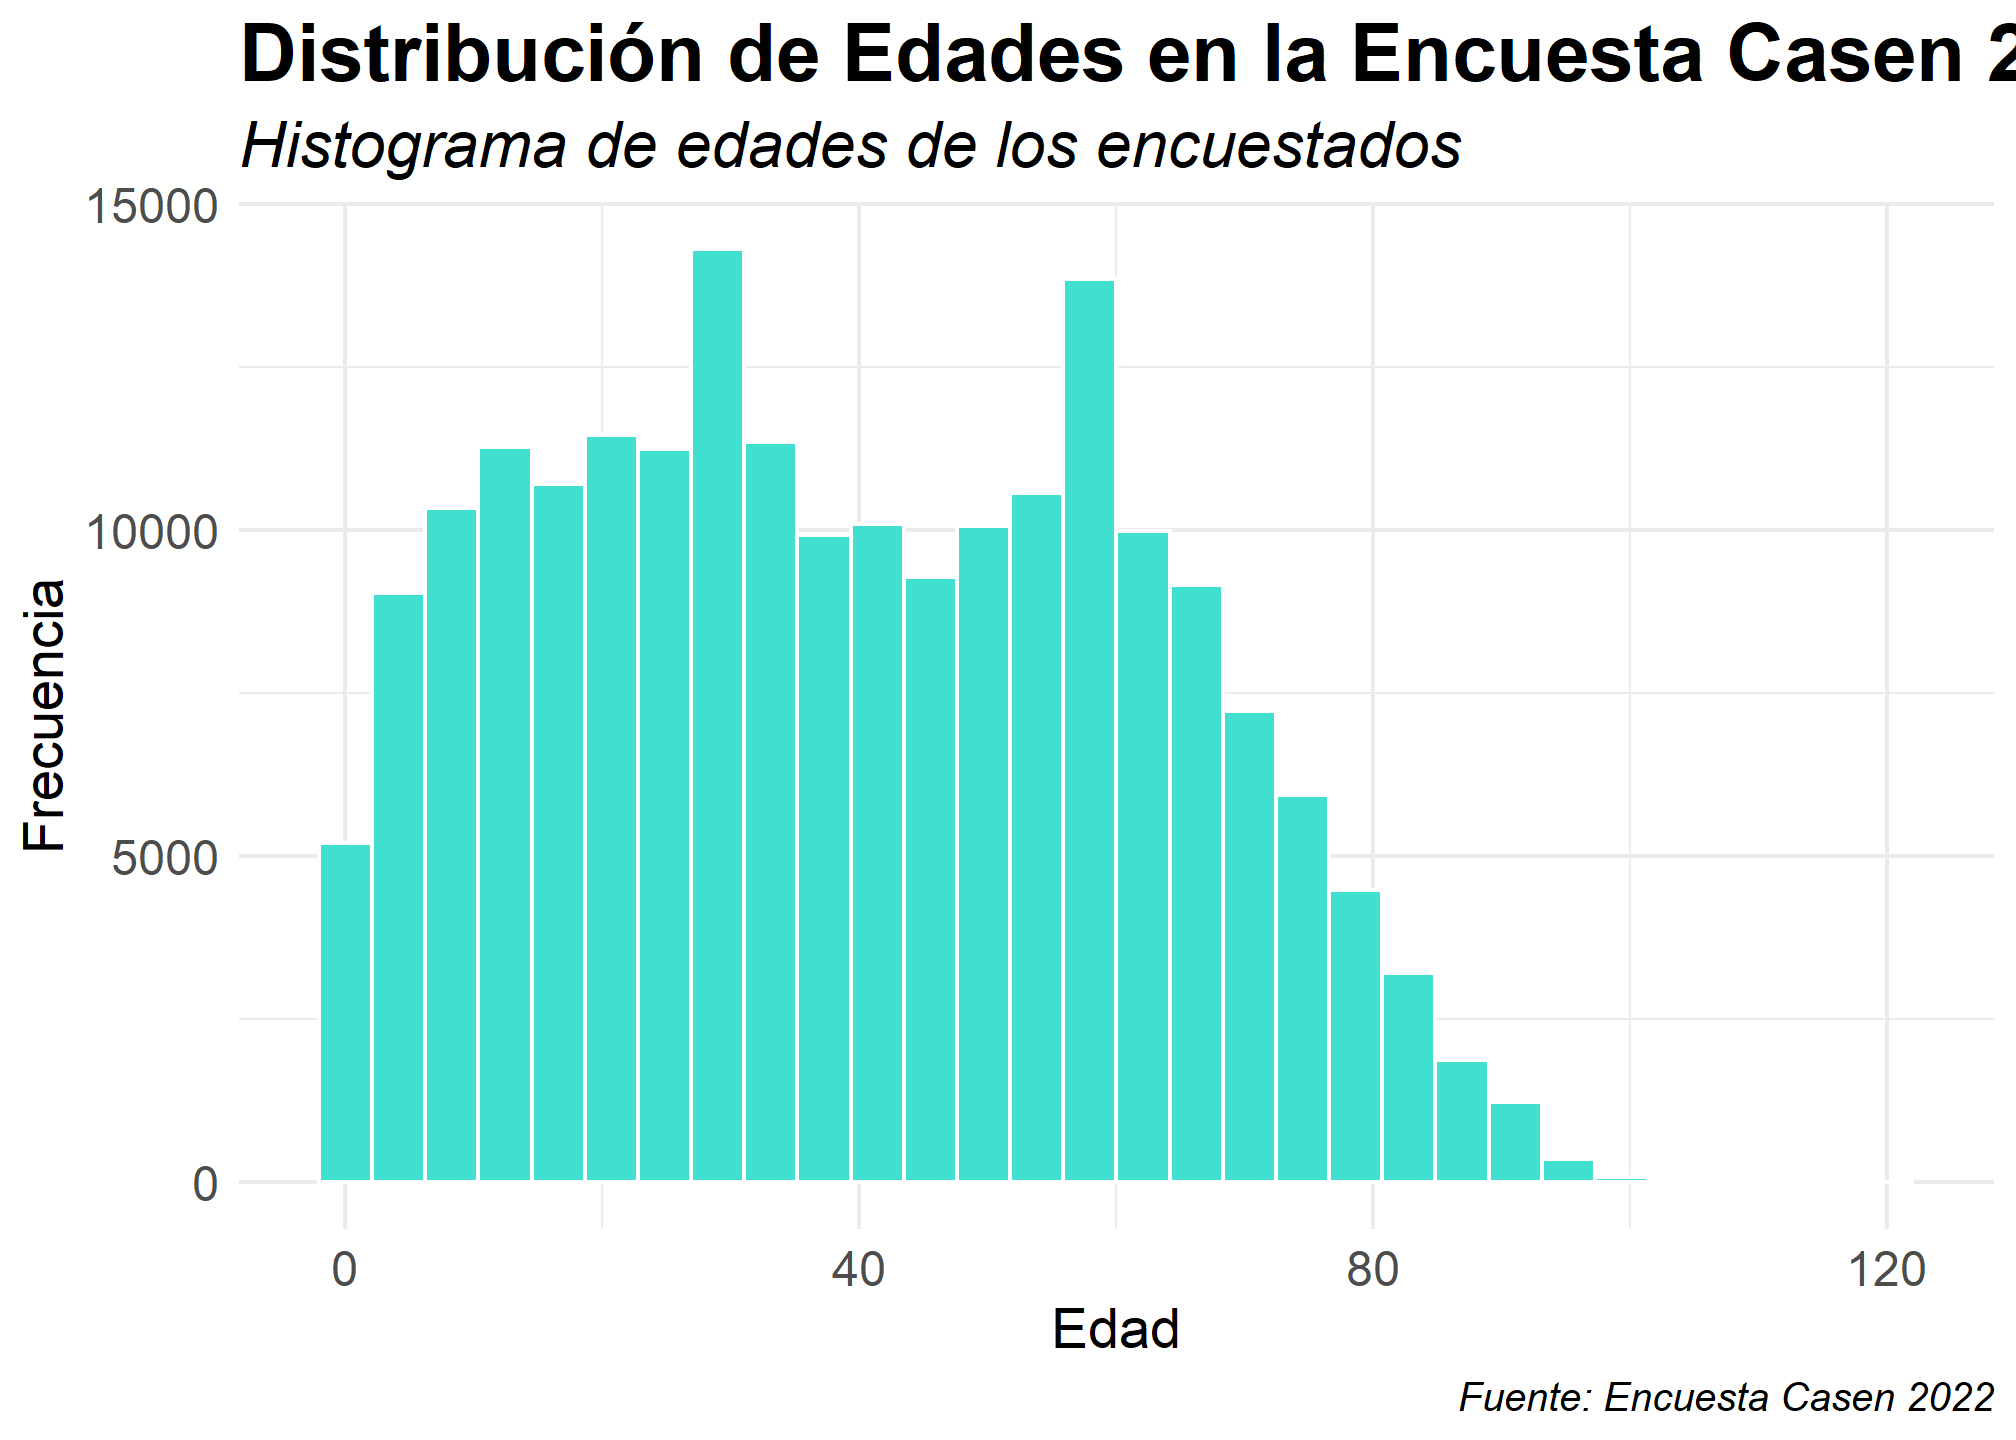 Distribución de Edades en la Encuesta Casen 2
Histograma de edades de los encuestados
15000
10000
5000
0
Frecuencia
0 40 80 120
Edad
Fuente: Encuesta Casen 2022